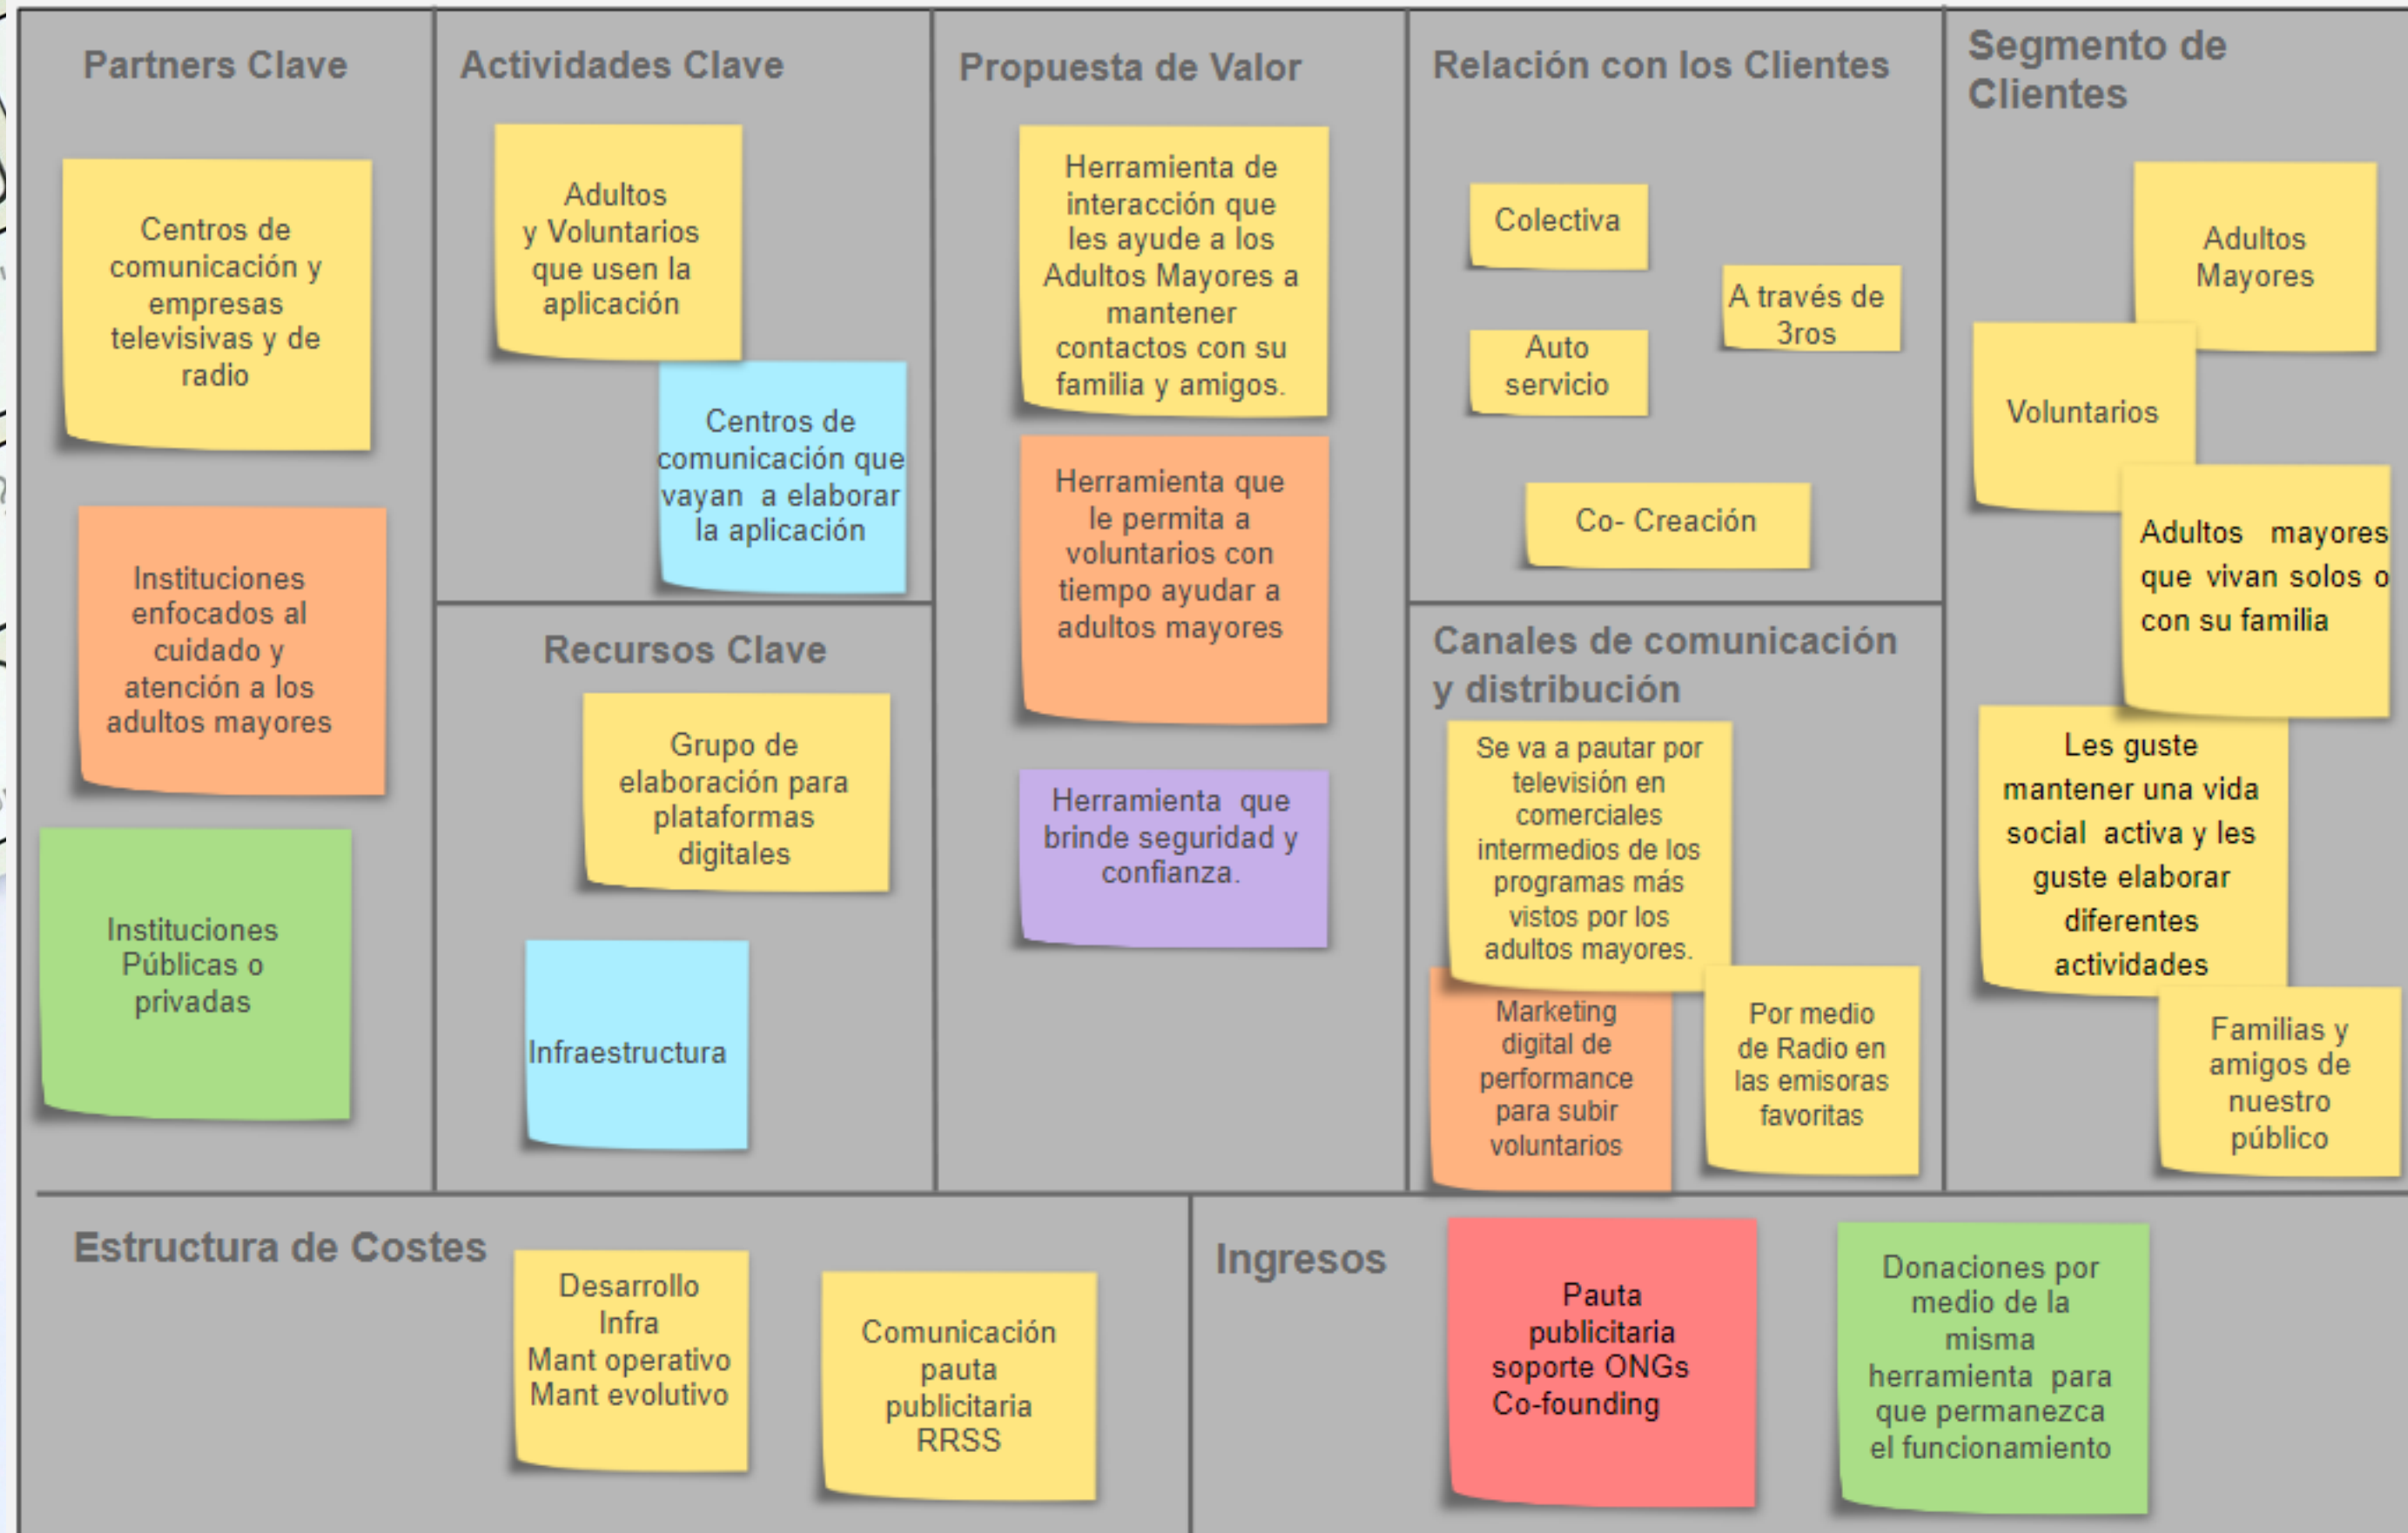 Partners Clave
Centros de
comunicación y
empresas
televisivas y de
radio
Instituciones
enfocados al
cuidado y
atención a los
adultos mayores
Instituciones
Públicas o
privadas
Actividades Clave
Adultos
y Voluntarios
que usen la
aplicación
Centros de
comunicación que
vayan a elaborar
la aplicación
Recursos Clave
Grupo de
elaboración para
plataformas
digitales
Infraestructura
Propuesta de Valor
Herramienta de
interacción que
les ayude a los
Adultos Mayores a
mantener
contactos con su
familia y amigos.
Herramienta que
le permita a
voluntarios con
tiempo ayudar a
adultos mayores
Herramienta que
brinde seguridad y
confianza.
Relación con los Clientes
Colectiva
A través de
3ros
Auto
servicio
Co- Creación
Canales de comunicación
y distribución
Se va a pautar por
televisión en
comerciales
intermedios de los
programas más
vistos por los
adultos mayores.
Marketing
digital de
performance
para subir
voluntarios
Por medio
de Radio en
las emisoras
favoritas
Segmento de
Clientes
Adultos
Mayores
Voluntarios
Adultos mayores
que vivan solos o
con su familia
Les guste
mantener una vida
social activa y les
guste elaborar
diferentes
actividades
Familias y
amigos de
nuestro
público
Estructura de Costes
Desarrollo
Infra
Mant operativo
Mant evolutivo
Comunicación
pauta
publicitaria
RRSS
Ingresos
Pauta
publicitaria
soporte ONGs
Co-founding
Donaciones por
medio de la
misma
herramienta para
que permanezca
el funcionamiento